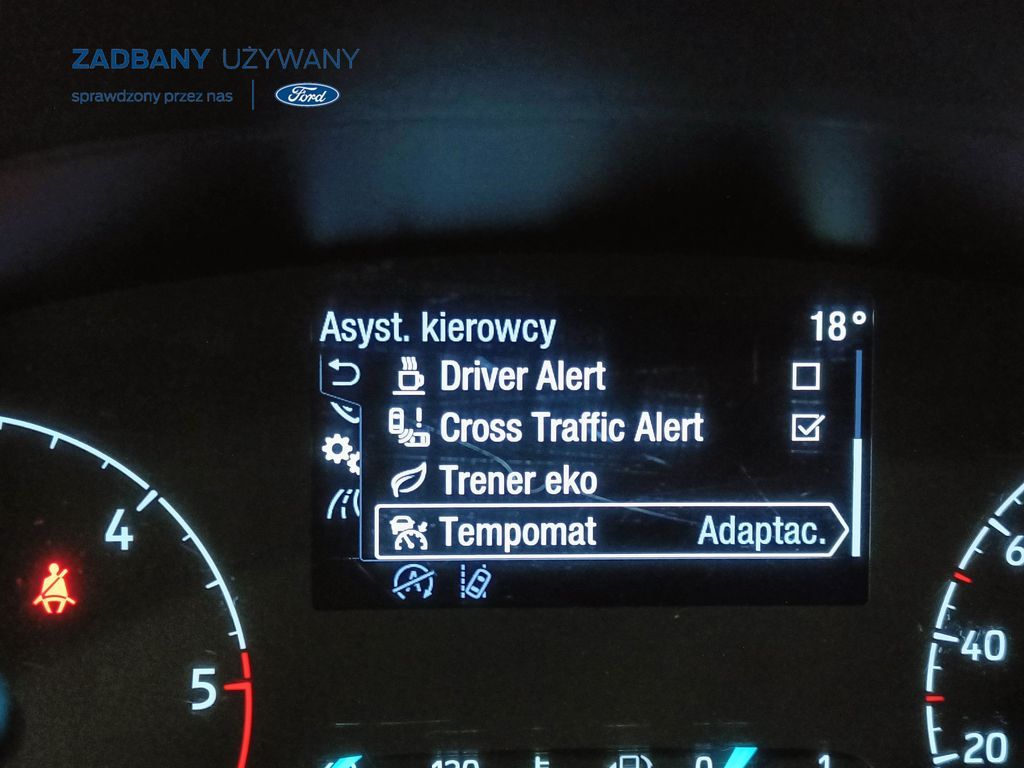 ZADBANY UŻYWANY
sprawdzony przez nas
Ford
Asyst. kierowcy 18°
Driver Alert
Cross Traffic Alert
Trener eko
Tempomat Adaptac.
4
5
40
20